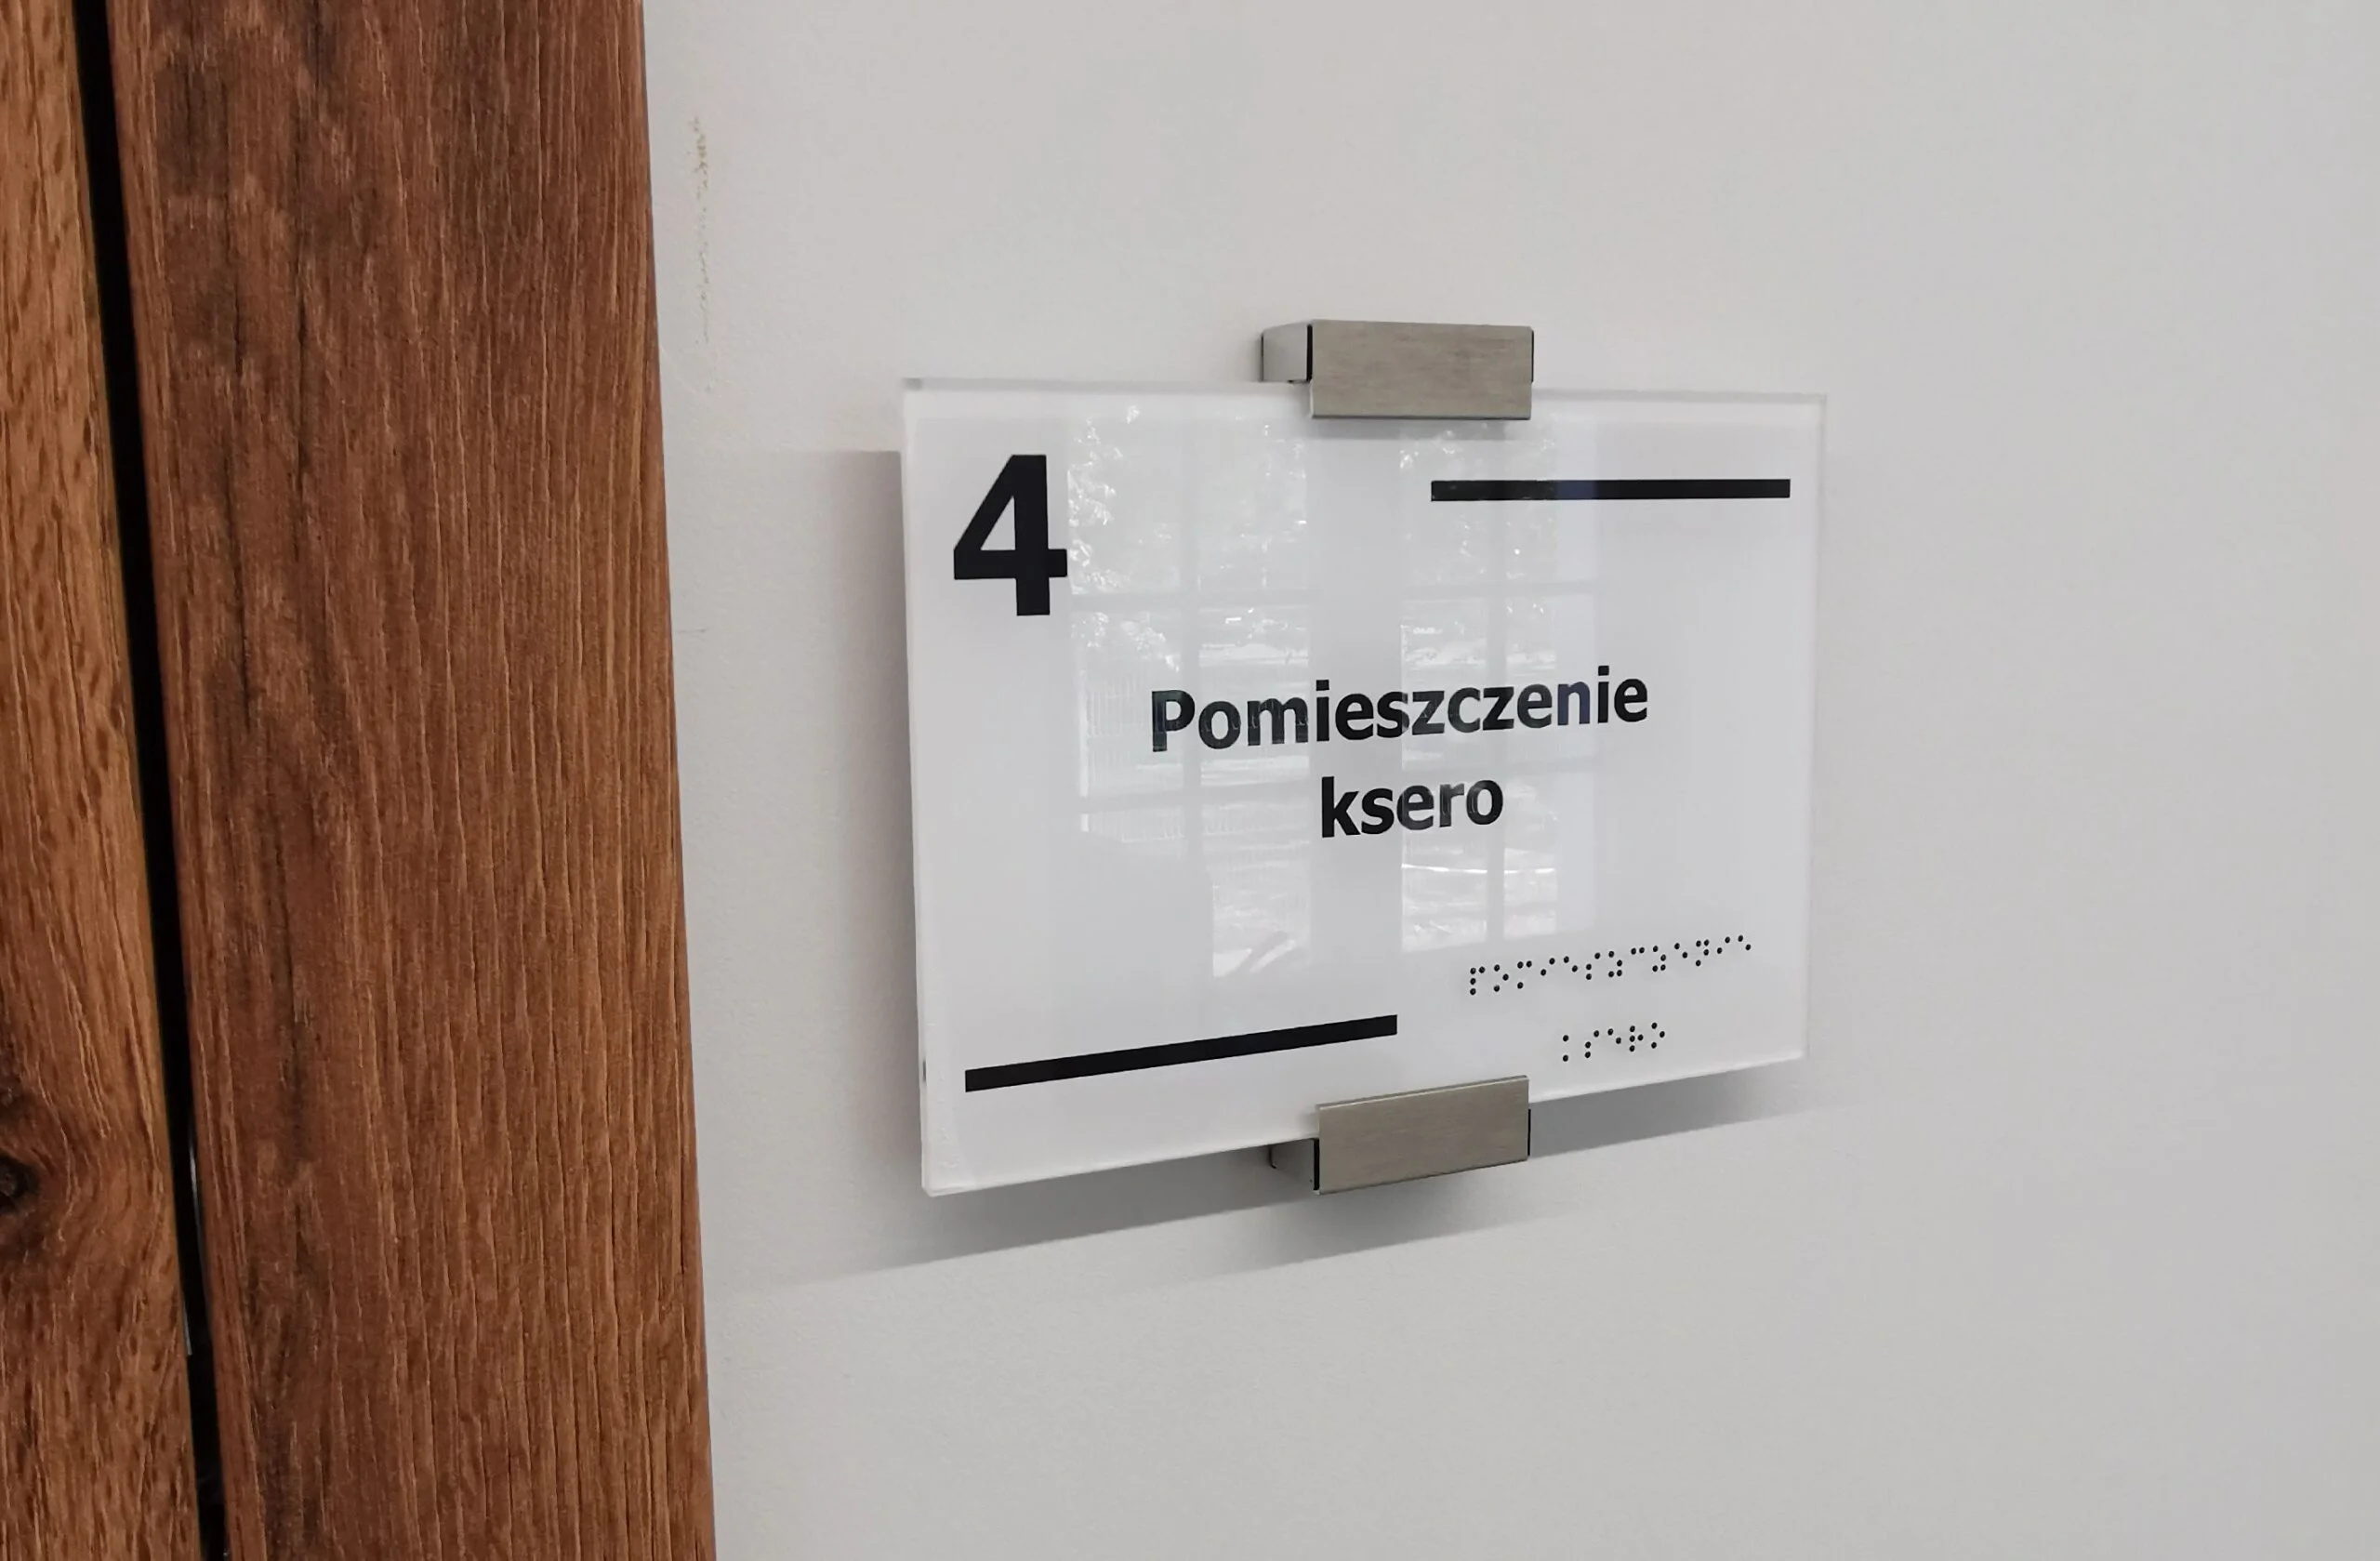 4
Pomieszczenie
ksero
⠏⠕⠍⠊⠑⠎⠵⠉⠵⠑⠝⠊⠑
⠅⠎⠑⠗⠕